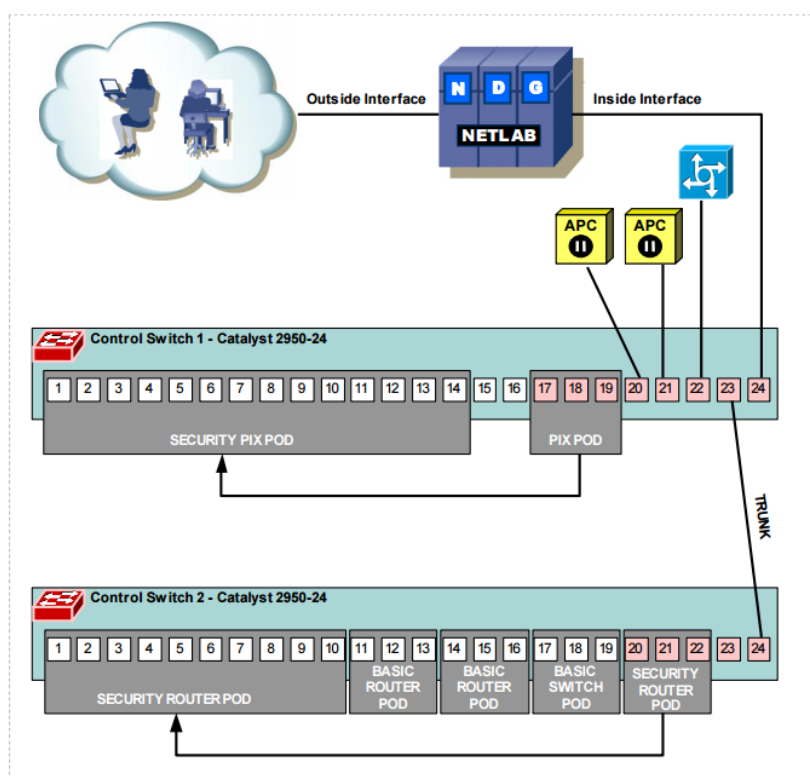 Outside Interface
N D G
NETLAB
Inside Interface
APC
APC
Control Switch 1 - Catalyst 2950-24
1 2 3 4 5 6 7 8 9 10 11 12 13 14 15 16 17 18 19 20 21 22 23 24
SECURITY PIX POD
PIX POD
TRUNK
Control Switch 2 - Catalyst 2950-24
1 2 3 4 5 6 7 8 9 10 11 12 13 14 15 16 17 18 19 20 21 22 23 24
SECURITY ROUTER POD
BASIC
ROUTER
POD
BASIC
ROUTER
POD
BASIC
SWITCH
POD
SECURITY
ROUTER
POD